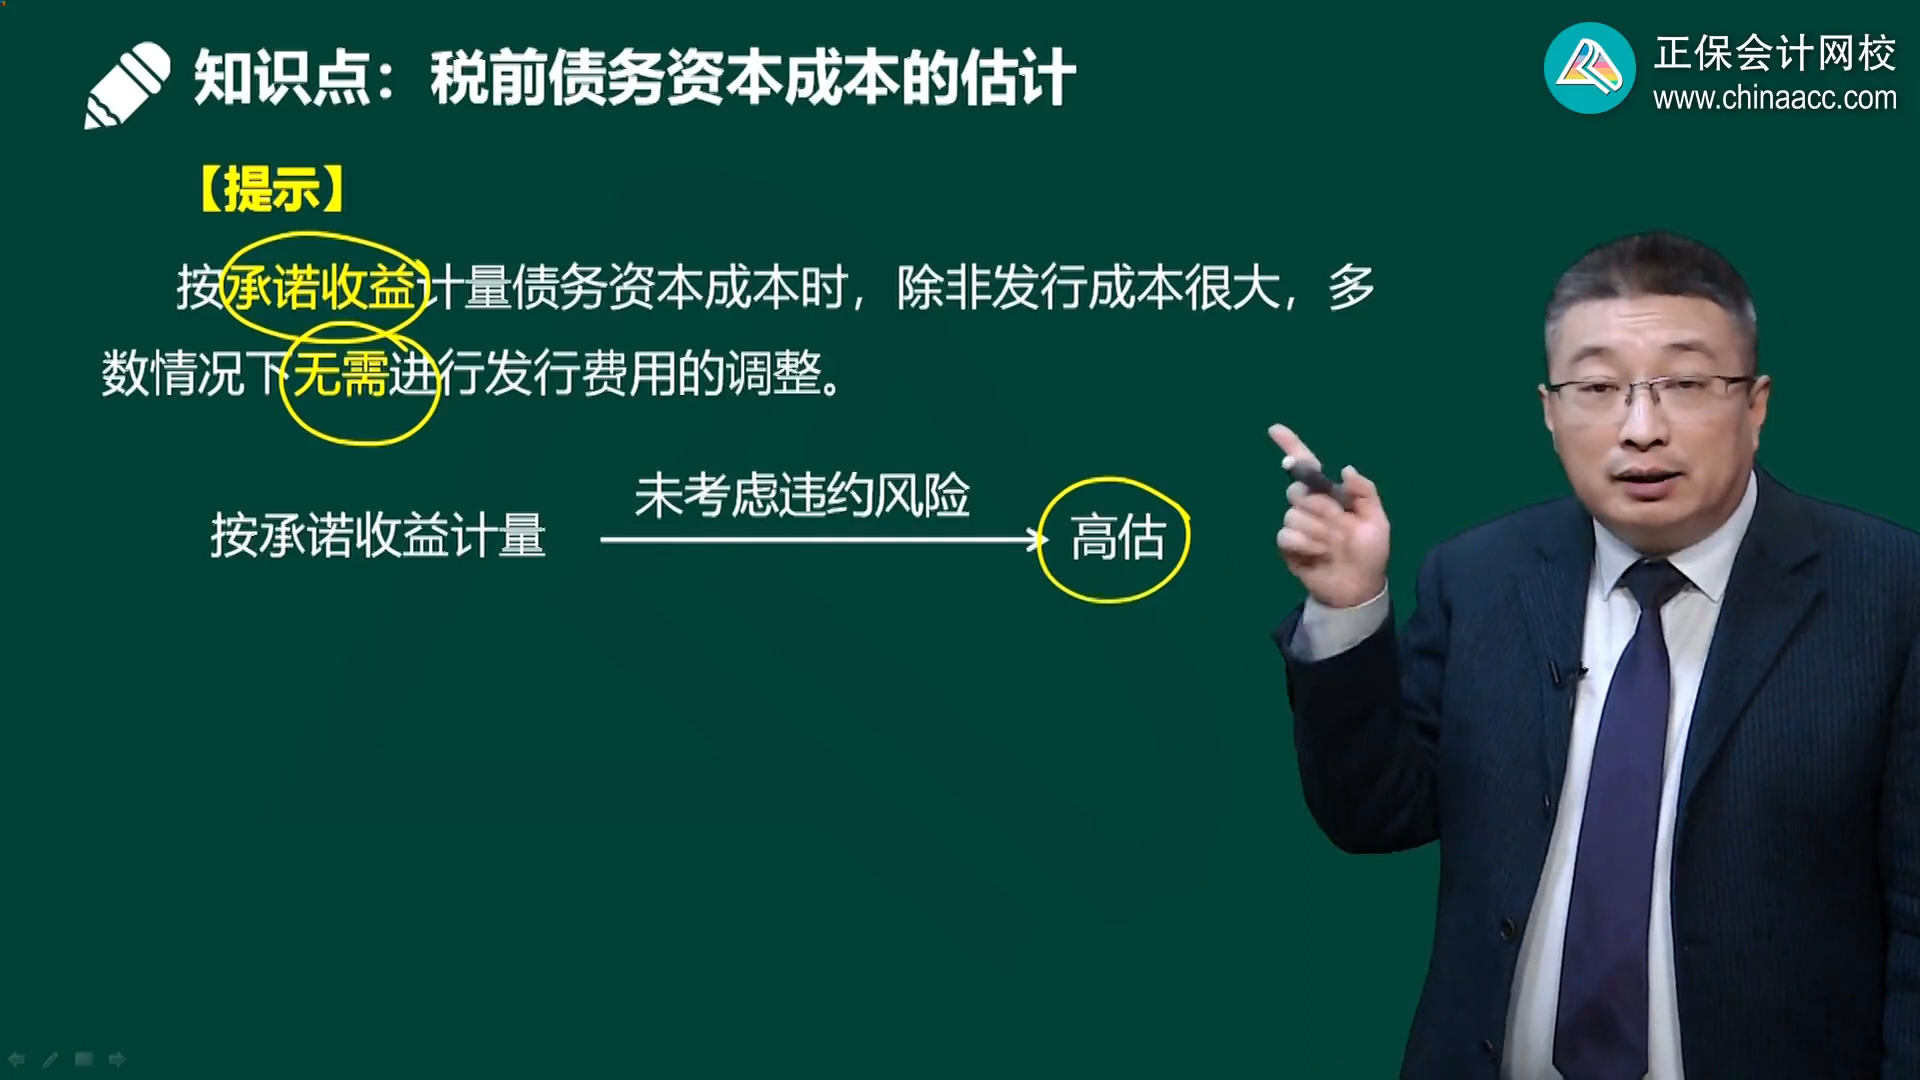 知识点：税前债务资本成本的估计
正保会计网校
www.chinaacc.com
【提示】
按承诺收益计量债务资本成本时，除非发行成本很大，多
数情况下无需进行发行费用的调整。
未考虑违约风险
按承诺收益计量
高估